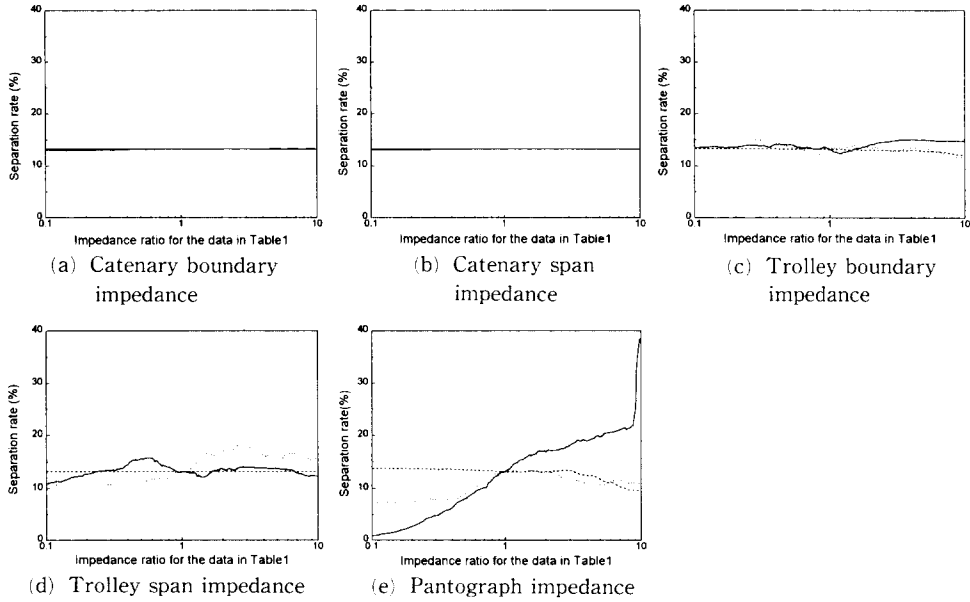 40
30
20
10
0
0.1
1
10
Separation rate (%)
Impedance ratio for the data in Table1
(a) Catenary boundary
impedance
40
30
20
10
0
0.1
1
10
Separation rate (%)
Impedance ratio for the data in Table1
(b) Catenary span
impedance
40
30
20
10
0
0.1
1
10
Separation rate (%)
Impedance ratio for the data in Table1
(c) Trolley boundary
impedance
40
30
20
10
0
0.1
1
10
Separation rate (%)
Impedance ratio for the data in Table1
(d) Trolley span impedance
40
30
20
10
0
0.1
1
10
Separation rate(%)
Impedance ratio for the data in Table1
(e) Pantograph impedance